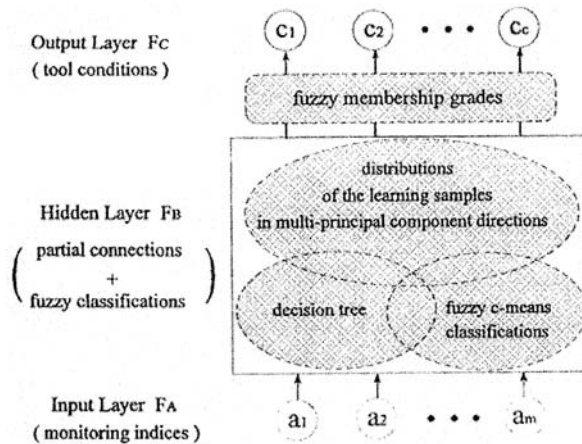 Output Layer FC
( tool conditions )
C1 C2 • • • Cc
fuzzy membership grades
distributions
of the learning samples
in multi-principal component directions
Hidden Layer FB
( partial connections
+
fuzzy classifications )
decision tree
fuzzy c-means
classifications
Input Layer FA
( monitoring indices )
a1 a2 • • • am